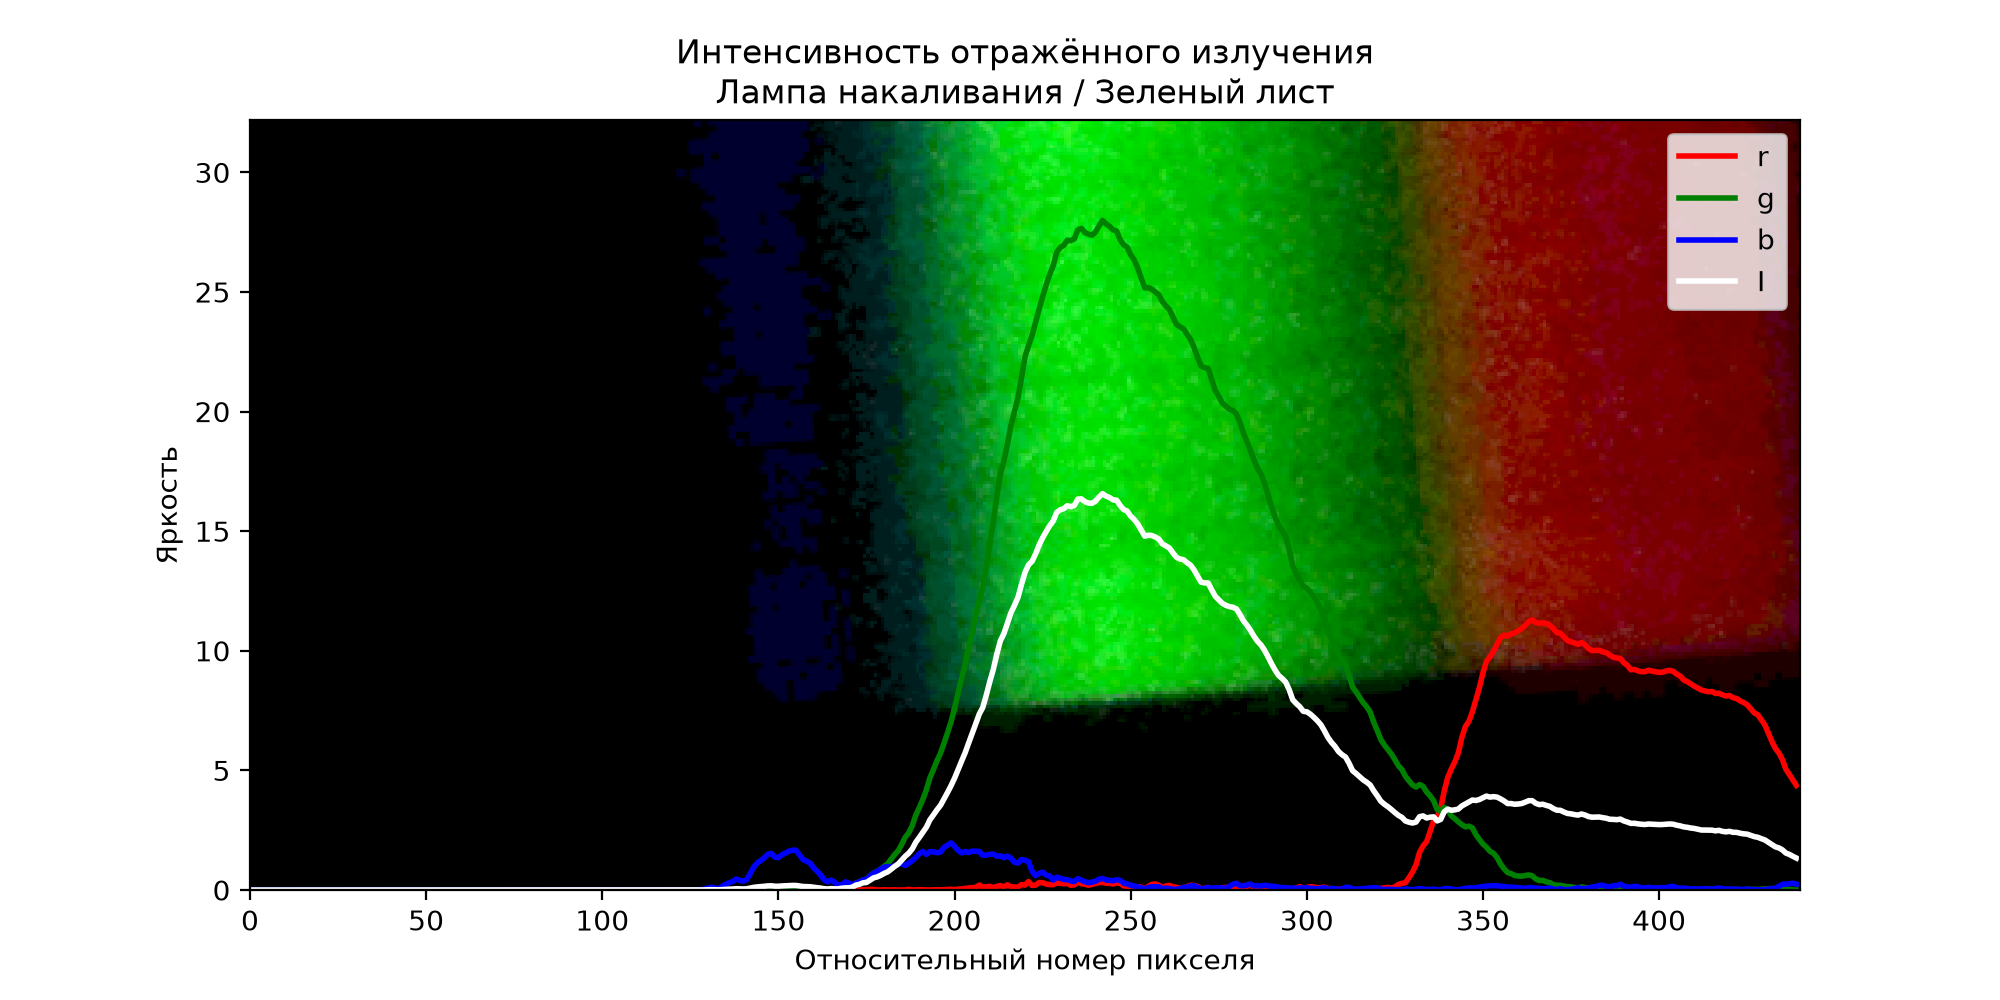 Интенсивность отражённого излучения
Лампа накаливания / Зеленый лист
Яркость
30
25
20
15
10
5
0
0 50 100 150 200 250 300 350 400
Относительный номер пикселя
r
g
b
l